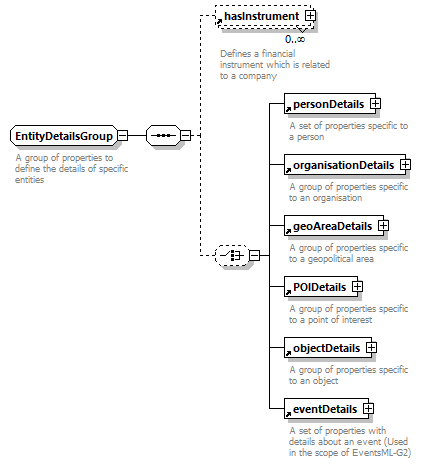 hasInstrument
0..∞
Defines a financial
instrument which is related
to a company
EntityDetailsGroup
A group of properties to
define the details of specific
entities
personDetails
A set of properties specific to
a person
organisationDetails
A group of properties specific
to an organisation
geoAreaDetails
A group of properties specific
to a geopolitical area
POIDetails
A group of properties specific
to a point of interest
objectDetails
A group of properties specific
to an object
eventDetails
A set of properties with
details about an event (Used
in the scope of EventsML-G2)